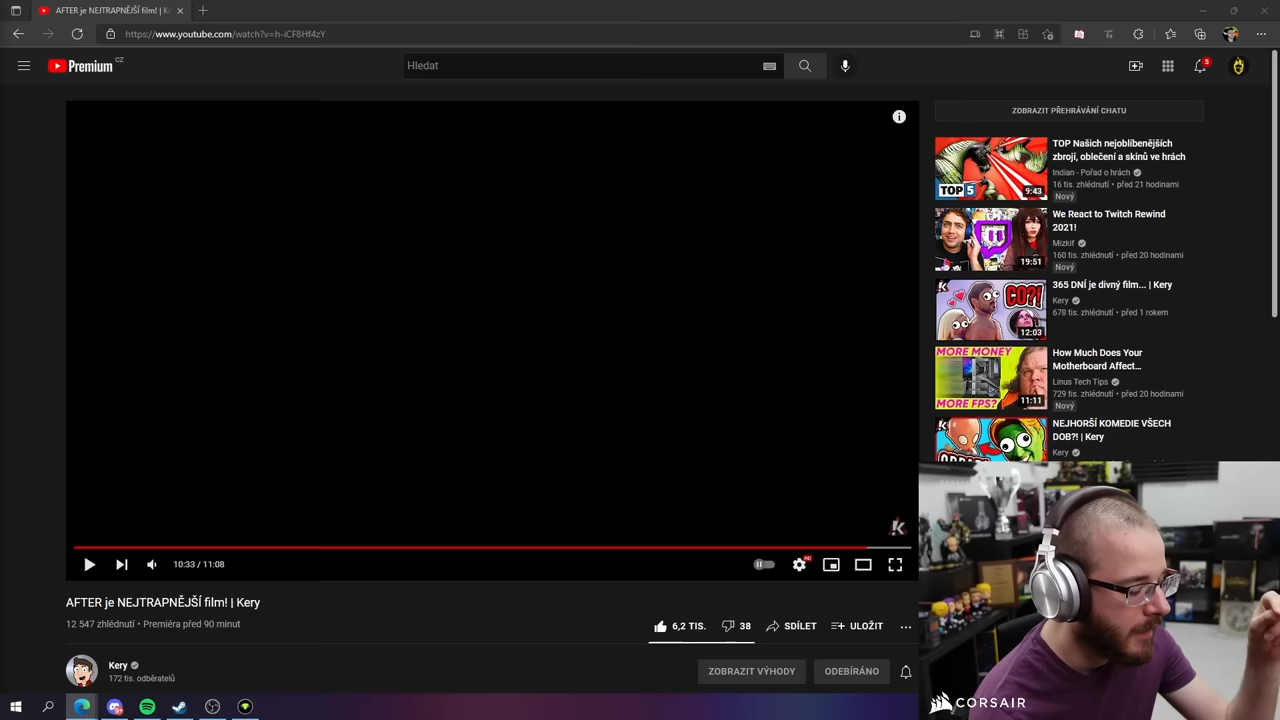 AFTER je NEJTRAPNĚJŠÍ film! | K
https://www.youtube.com/watch?v=h-iCF8Hf4zY
Premium CZ
Hledat
5
ZOBRAZIT PŘEHRÁVÁNÍ CHATU
TOP 5
9:43
TOP Našich nejoblíbenějších
zbrojí, oblečení a skinů ve hrách
Indian - Pořad o hrách
16 tis. zhlédnutí • před 21 hodinami
Nový
19:51
We React to Twitch Rewind
2021!
Mizkif
160 tis. zhlédnutí • před 20 hodinami
Nový
CO?!
12:03
365 DNÍ je divný film... | Kery
Kery
678 tis. zhlédnutí • před 1 rokem
MORE MONEY
MORE FPS?
11:11
How Much Does Your
Motherboard Affect...
Linus Tech Tips
729 tis. zhlédnutí • před 20 hodinami
Nový
NEJHORŠÍ KOMEDIE VŠECH
DOB?! | Kery
Kery
10:33 / 11:08
HD
AFTER je NEJTRAPNĚJŠÍ film! | Kery
12 547 zhlédnutí • Premiéra před 90 minut
6,2 TIS.
38
SDÍLET
ULOŽIT
Kery
172 tis. odběratelů
ZOBRAZIT VÝHODY
ODEBÍRÁNO
CORSAIR